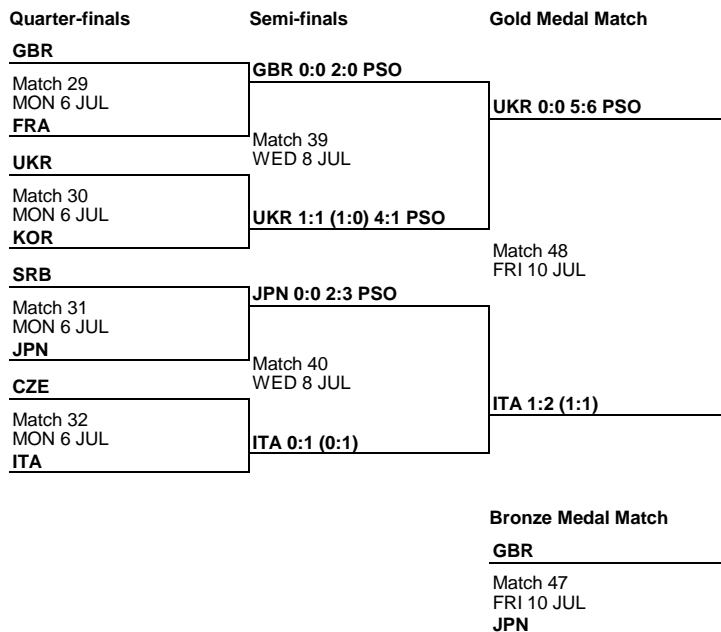 Quarter-finals
Semi-finals
Gold Medal Match
GBR
Match 29
MON 6 JUL
FRA
GBR 0:0 2:0 PSO
UKR
Match 30
MON 6 JUL
KOR
UKR 1:1 (1:0) 4:1 PSO
Match 39
WED 8 JUL
UKR 0:0 5:6 PSO
SRB
Match 31
MON 6 JUL
JPN
JPN 0:0 2:3 PSO
CZE
Match 32
MON 6 JUL
ITA
ITA 0:1 (0:1)
Match 40
WED 8 JUL
ITA 1:2 (1:1)
Match 48
FRI 10 JUL
Bronze Medal Match
GBR
Match 47
FRI 10 JUL
JPN